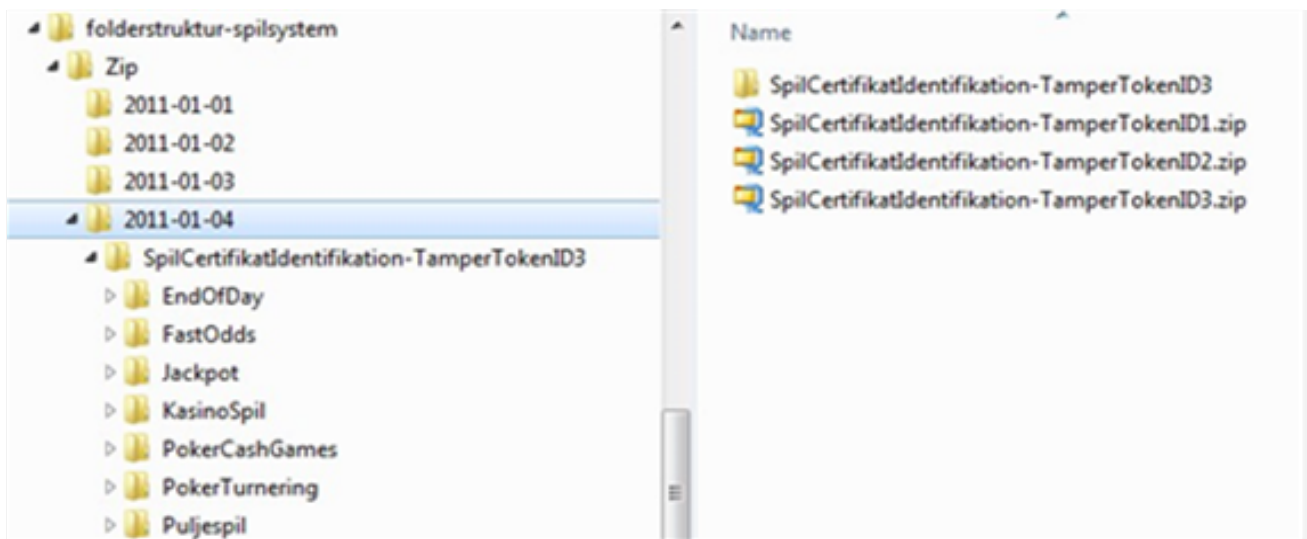 folderstruktur-spilsystem
Zip
2011-01-01
2011-01-02
2011-01-03
2011-01-04
SpilCertifikatIdentifikation-TamperTokenID3
EndOfDay
FastOdds
Jackpot
KasinoSpil
PokerCashGames
PokerTurnering
Puljespil
Name
SpilCertifikatIdentifikation-TamperTokenID3
SpilCertifikatIdentifikation-TamperTokenID1.zip
SpilCertifikatIdentifikation-TamperTokenID2.zip
SpilCertifikatIdentifikation-TamperTokenID3.zip